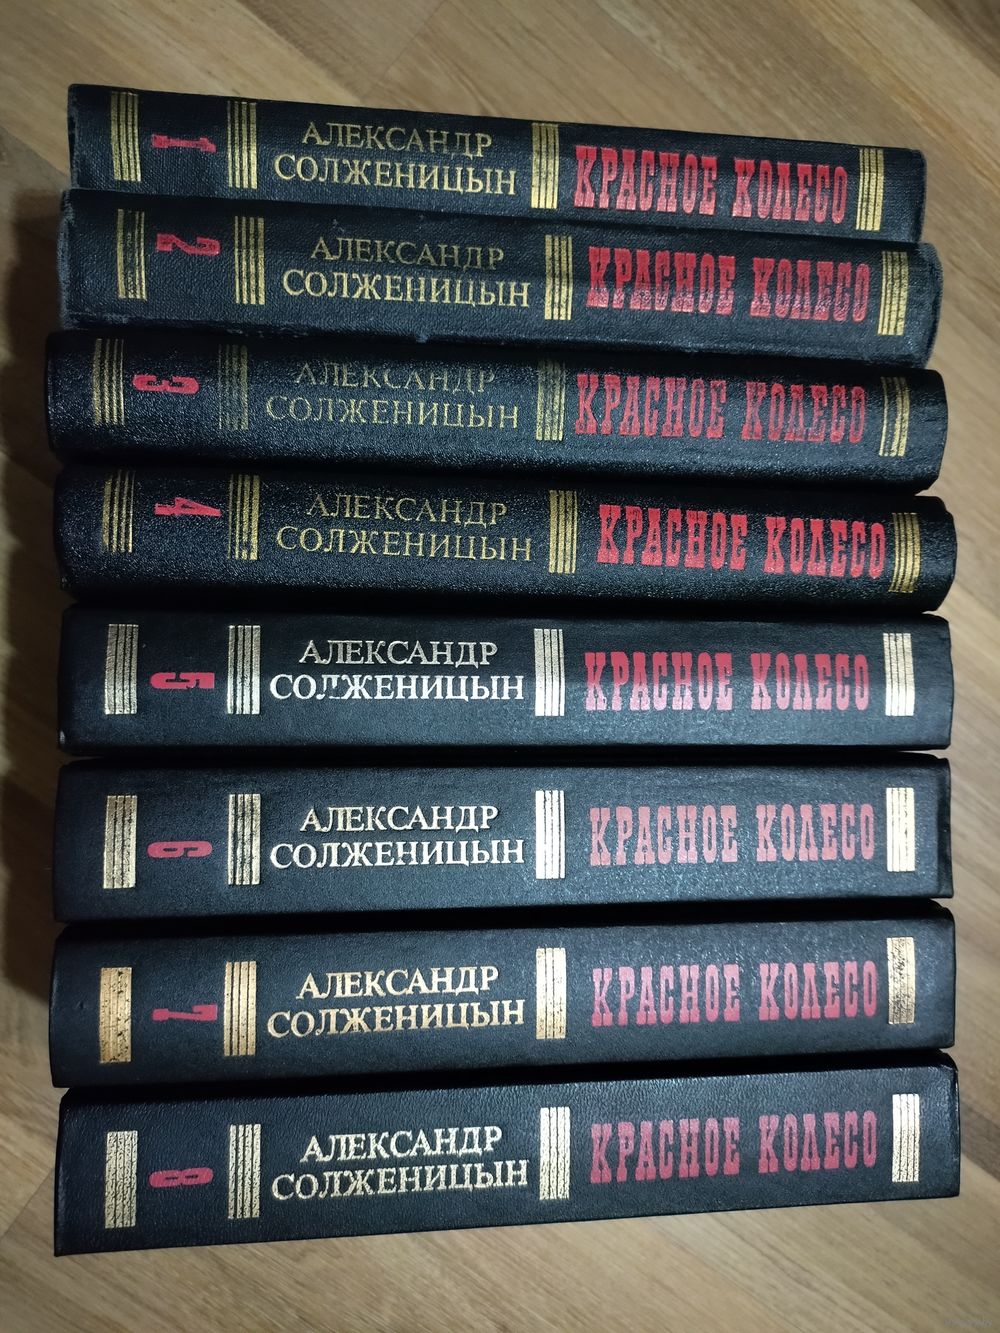 1
АЛЕКСАНДР
СОЛЖЕНИЦЫН
КРАСНОЕ КОЛЕСО
2
АЛЕКСАНДР
СОЛЖЕНИЦЫН
КРАСНОЕ КОЛЕСО
3
АЛЕКСАНДР
СОЛЖЕНИЦЫН
КРАСНОЕ КОЛЕСО
4
АЛЕКСАНДР
СОЛЖЕНИЦЫН
КРАСНОЕ КОЛЕСО
5
АЛЕКСАНДР
СОЛЖЕНИЦЫН
КРАСНОЕ КОЛЕСО
6
АЛЕКСАНДР
СОЛЖЕНИЦЫН
КРАСНОЕ КОЛЕСО
7
АЛЕКСАНДР
СОЛЖЕНИЦЫН
КРАСНОЕ КОЛЕСО
8
АЛЕКСАНДР
СОЛЖЕНИЦЫН
КРАСНОЕ КОЛЕСО